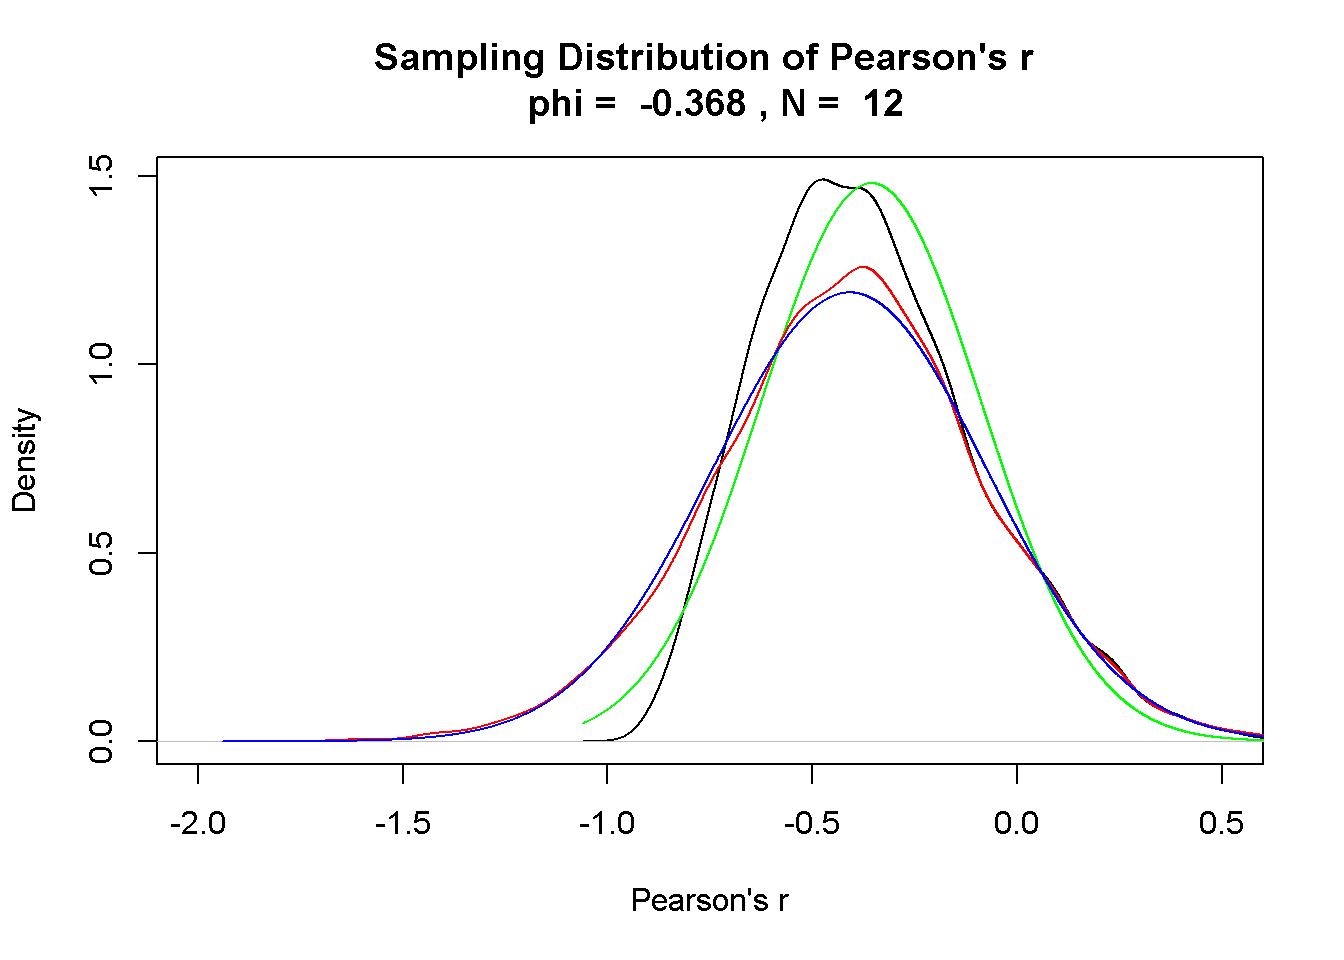 Sampling Distribution of Pearson's r
phi =  -0.368 , N =  12
1.5
1.0
0.5
0.0
Density
-2.0 -1.5 -1.0 -0.5 0.0 0.5
Pearson's r